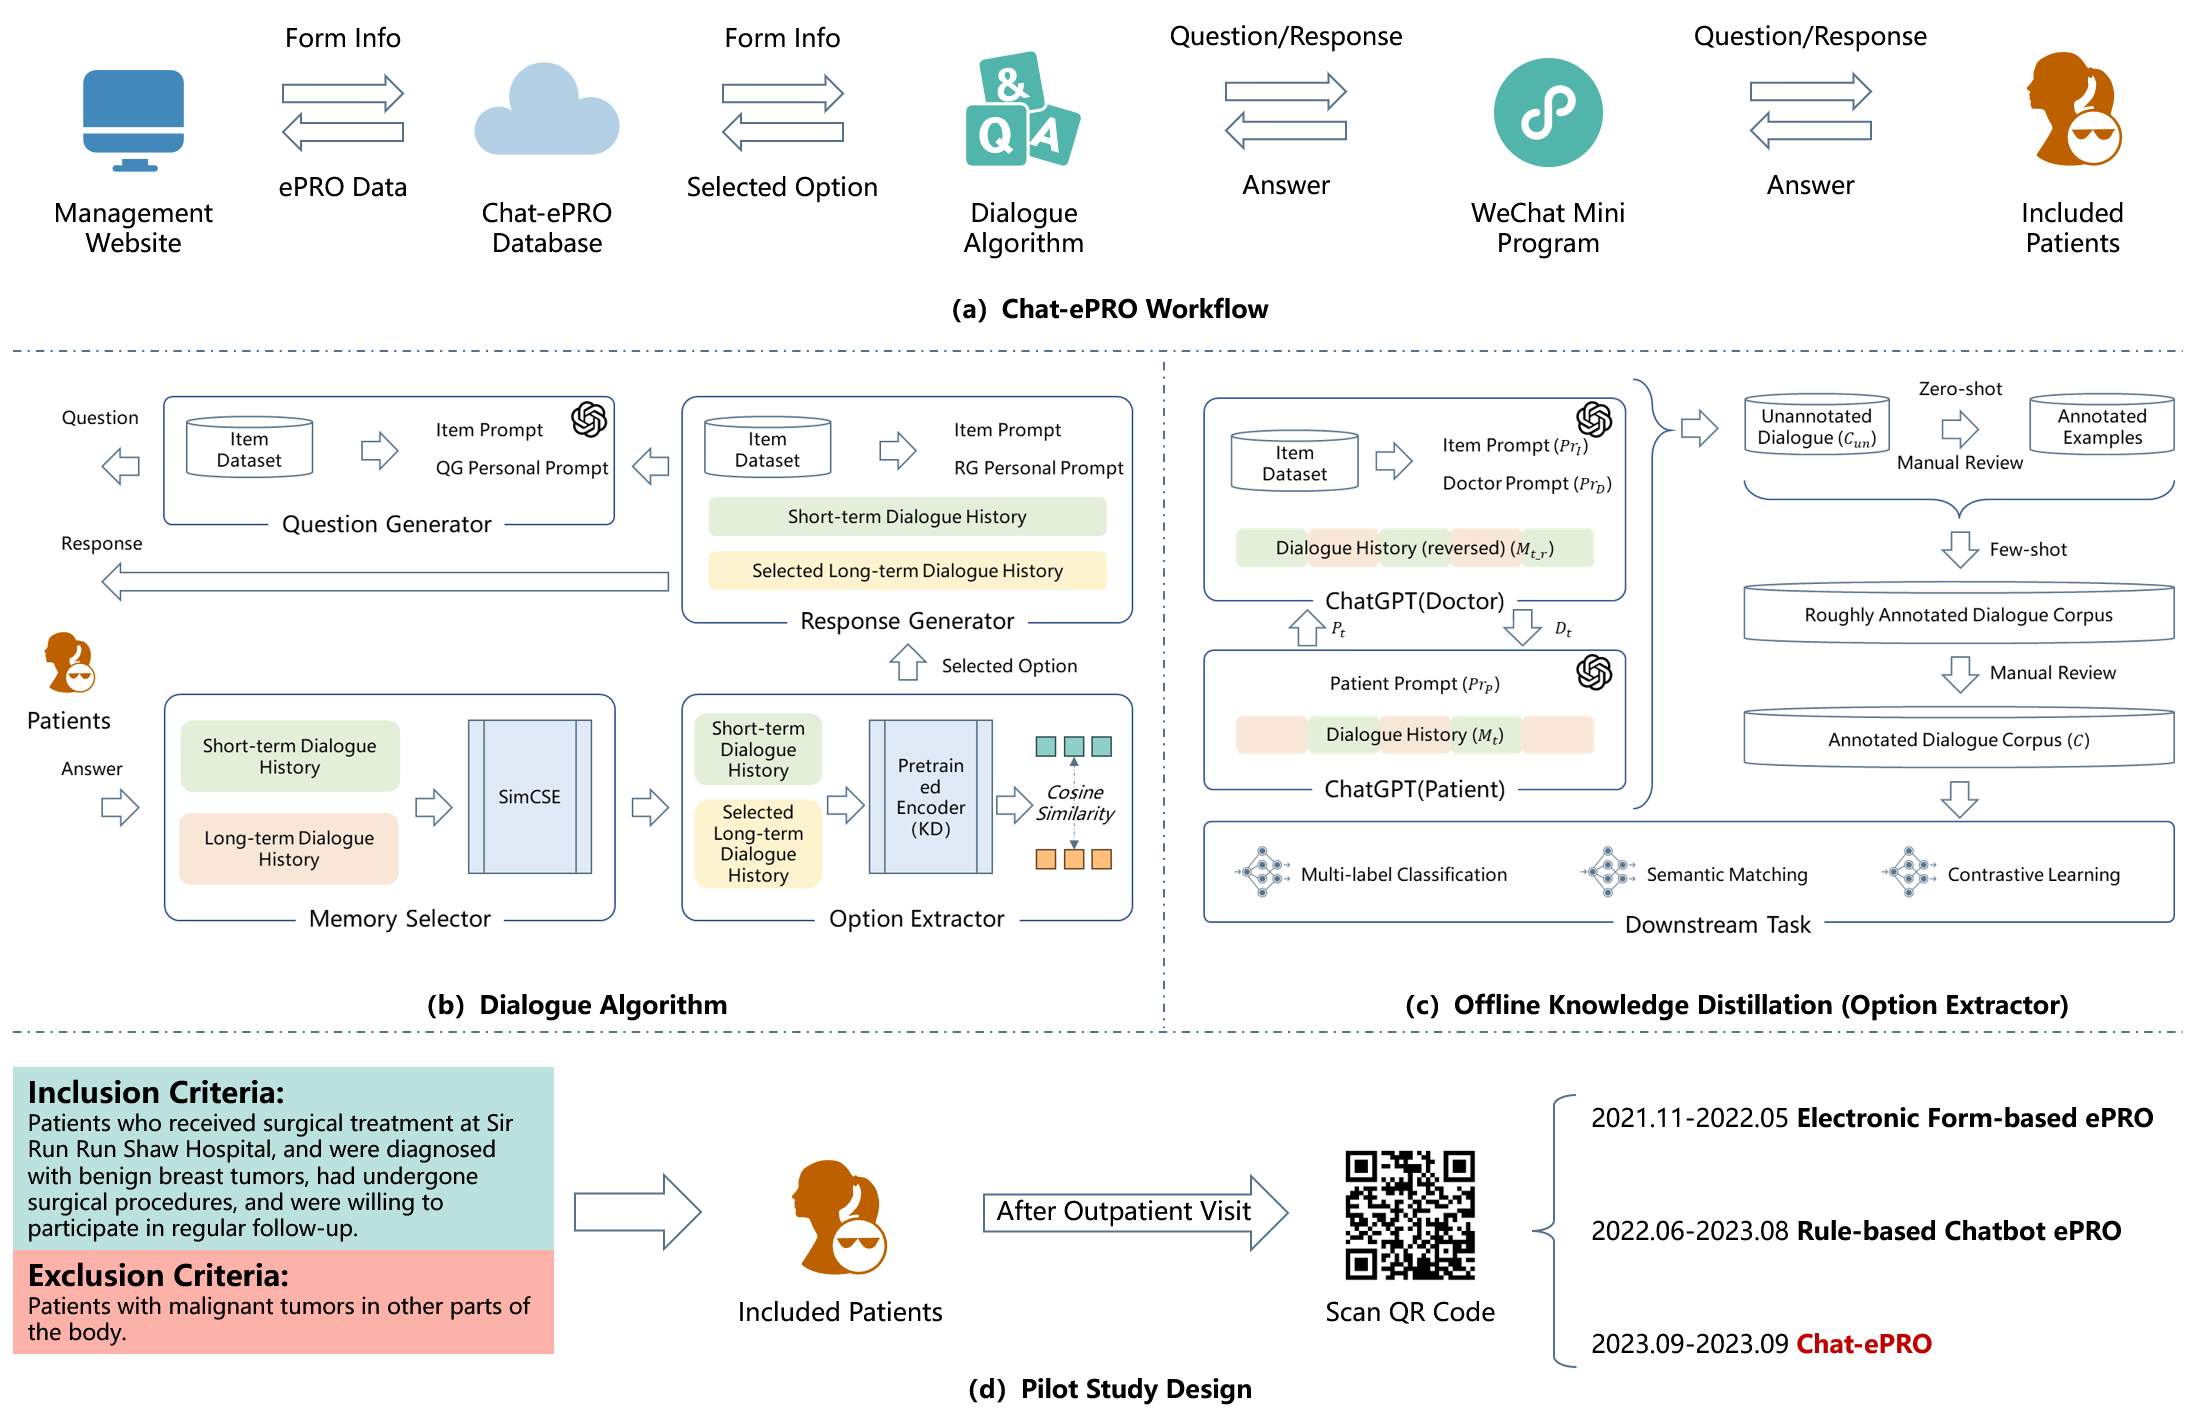 Form Info
Form Info
Question/Response
Question/Response
&
Q A
ePRO Data
Selected Option
Answer
Answer
Management
Website
Chat-ePRO
Database
Dialogue
Algorithm
WeChat Mini
Program
Included
Patients
(a) Chat-ePRO Workflow
Question
Item
Dataset
Item Prompt
QG Personal Prompt
Question Generator
Item
Dataset
Item Prompt
RG Personal Prompt
Short-term Dialogue History
Selected Long-term Dialogue History
Response Generator
Response
Selected Option
Patients
Answer
Short-term Dialogue
History
Long-term Dialogue
History
SimCSE
Memory Selector
Short-term
Dialogue
History
Selected
Long-term
Dialogue
History
Pretrain
ed
Encoder
(KD)
Cosine
Similarity
Option Extractor
(b) Dialogue Algorithm
Item
Dataset
Item Prompt (Pr_I)
Doctor Prompt (Pr_D)
Dialogue History (reversed) (M_t_r)
ChatGPT(Doctor)
P_t
D_t
Patient Prompt (Pr_P)
Dialogue History (M_t)
ChatGPT(Patient)
Unannotated
Dialogue (C_un)
Zero-shot
Manual Review
Annotated
Examples
Few-shot
Roughly Annotated Dialogue Corpus
Manual Review
Annotated Dialogue Corpus (C)
Multi-label Classification
Semantic Matching
Contrastive Learning
Downstream Task
(c) Offline Knowledge Distillation (Option Extractor)
Inclusion Criteria:
Patients who received surgical treatment at Sir
Run Run Shaw Hospital, and were diagnosed
with benign breast tumors, had undergone
surgical procedures, and were willing to
participate in regular follow-up.
Exclusion Criteria:
Patients with malignant tumors in other parts of
the body.
Included Patients
After Outpatient Visit
Scan QR Code
2021.11-2022.05 Electronic Form-based ePRO
2022.06-2023.08 Rule-based Chatbot ePRO
2023.09-2023.09 Chat-ePRO
(d) Pilot Study Design